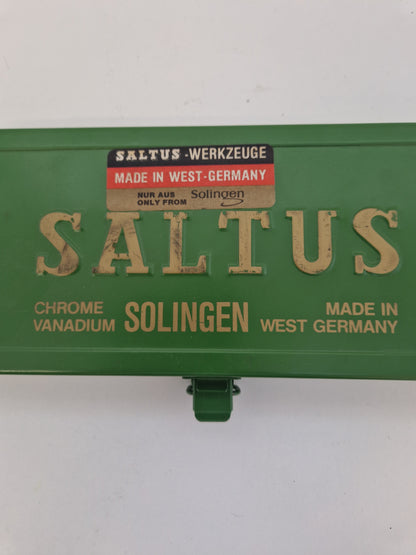 SALTUS - WERKZEUGE
MADE IN WEST-GERMANY
NUR AUS
ONLY FROM Solingen
SALTUS
CHROME
VANADIUM
SOLINGEN
MADE IN
WEST GERMANY